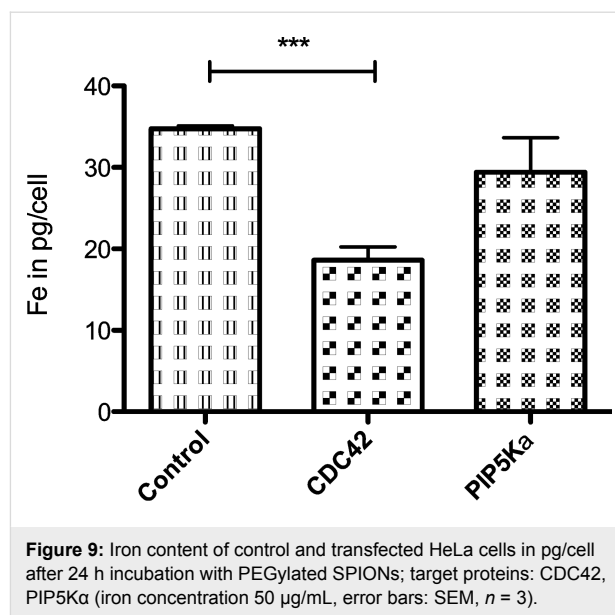 ***
40
30
20
10
0
Fe in pg/cell
Control
CDC42
PIP5Ka
Figure 9: Iron content of control and transfected HeLa cells in pg/cell
after 24 h incubation with PEGylated SPIONs; target proteins: CDC42,
PIP5Kα (iron concentration 50 µg/mL, error bars: SEM, n = 3).